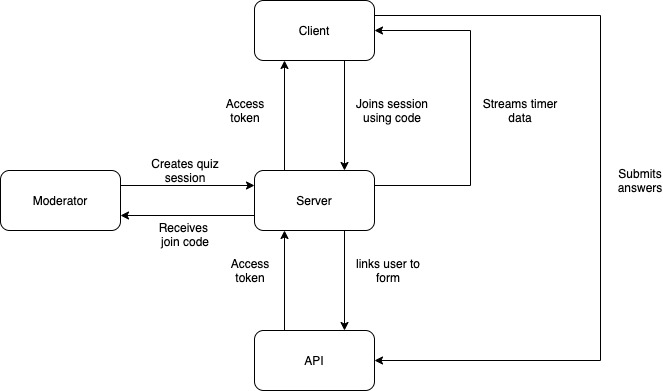 Client
Access
token
Joins session
using code
Streams timer
data
Creates quiz
session
Submits
answers
Moderator
Server
Receives
join code
Access
token
links user to
form
API